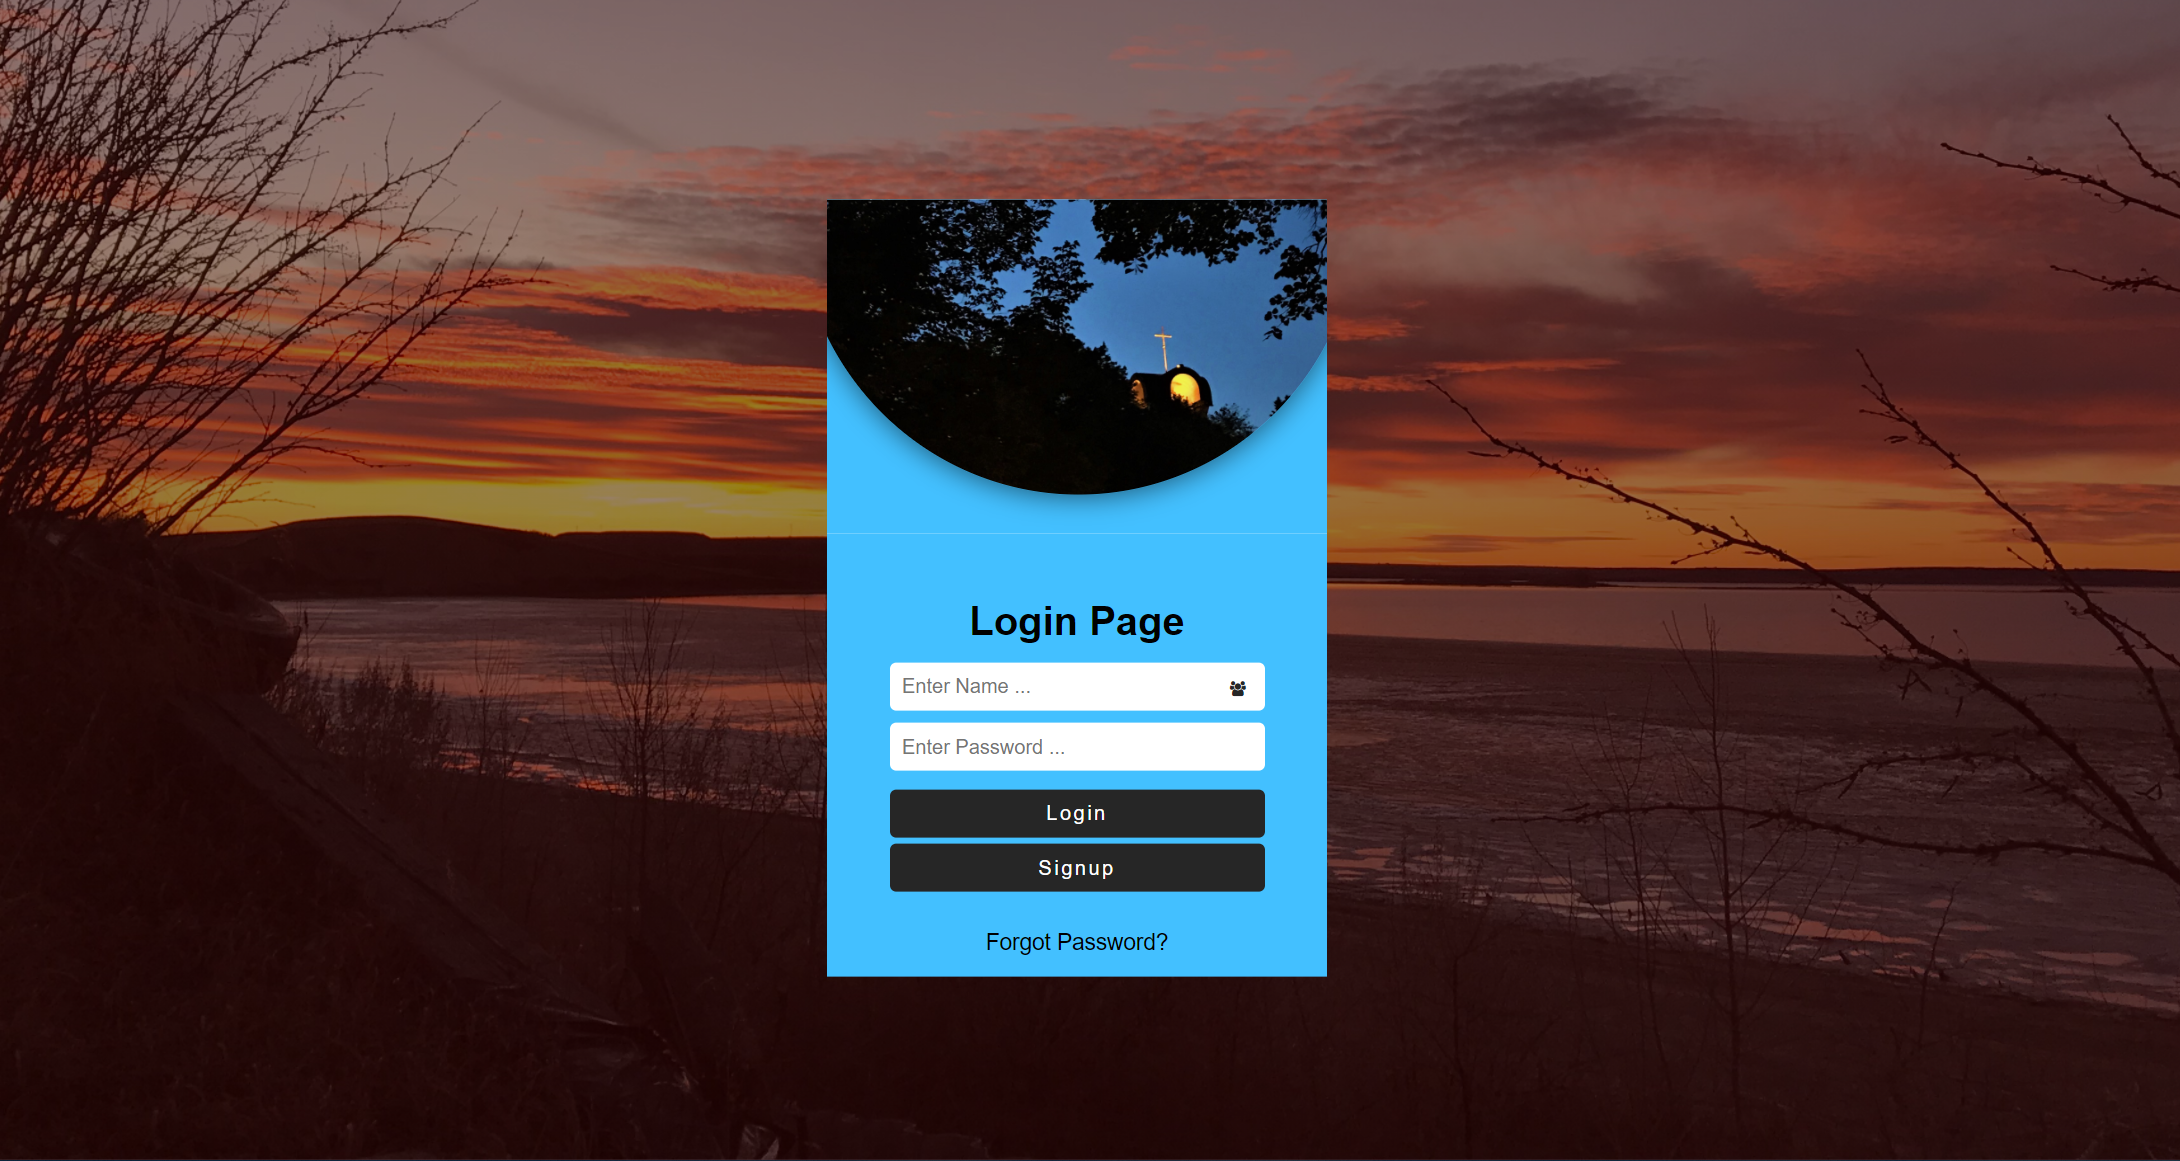 Login Page
Enter Name ...
Enter Password ...
Login
Signup
Forgot Password?